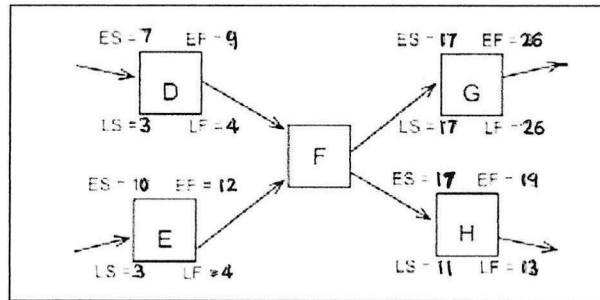 ES = 7 EF = 9
D
LS = 3 LF = 4
ES = 10 EF = 12
E
LS = 3 LF = 4
F
ES = 17 EF = 26
G
LS = 17 LF = 26
ES = 17 EF = 19
H
LS = 11 LF = 13